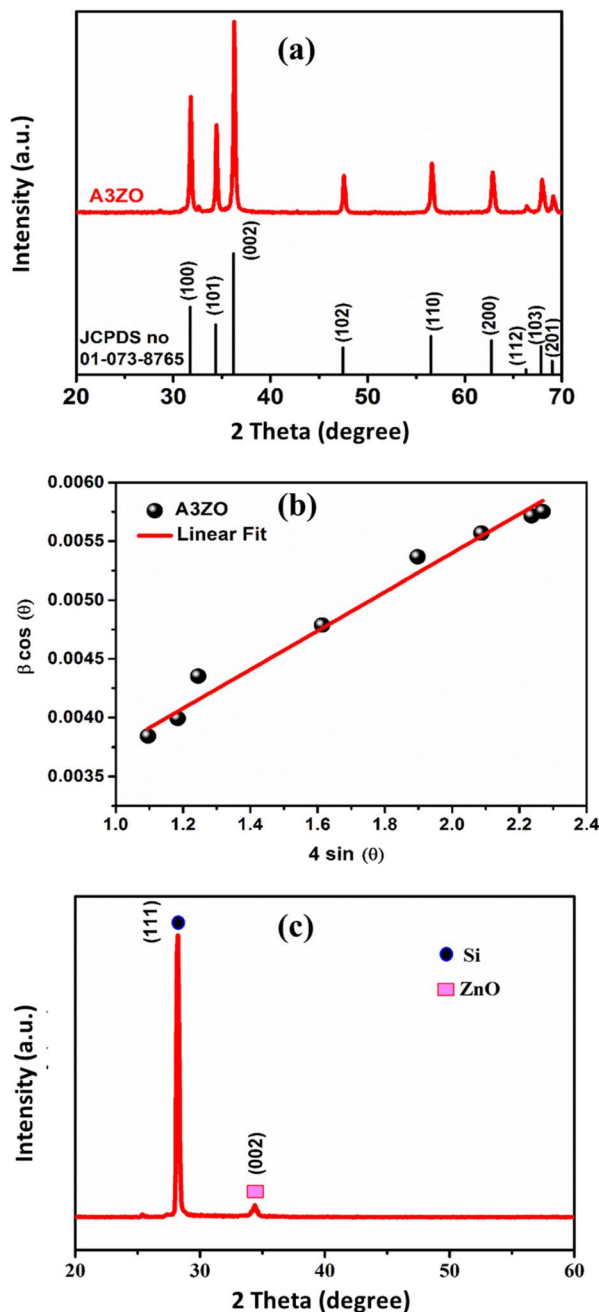 (a)
Intensity (a.u.)
A3ZO
(100)
(101)
(002)
(102)
(110)
(200)
(112)
(103)
(201)
JCPDS no
01-073-8765
20 30 40 50 60 70
2 Theta (degree)
(b)
A3ZO
Linear Fit
β cos (θ)
0.0060
0.0055
0.0050
0.0045
0.0040
0.0035
1.0 1.2 1.4 1.6 1.8 2.0 2.2 2.4
4 sin (θ)
(c)
Intensity (a.u.)
(111)
Si
ZnO
(002)
20 30 40 50 60
2 Theta (degree)